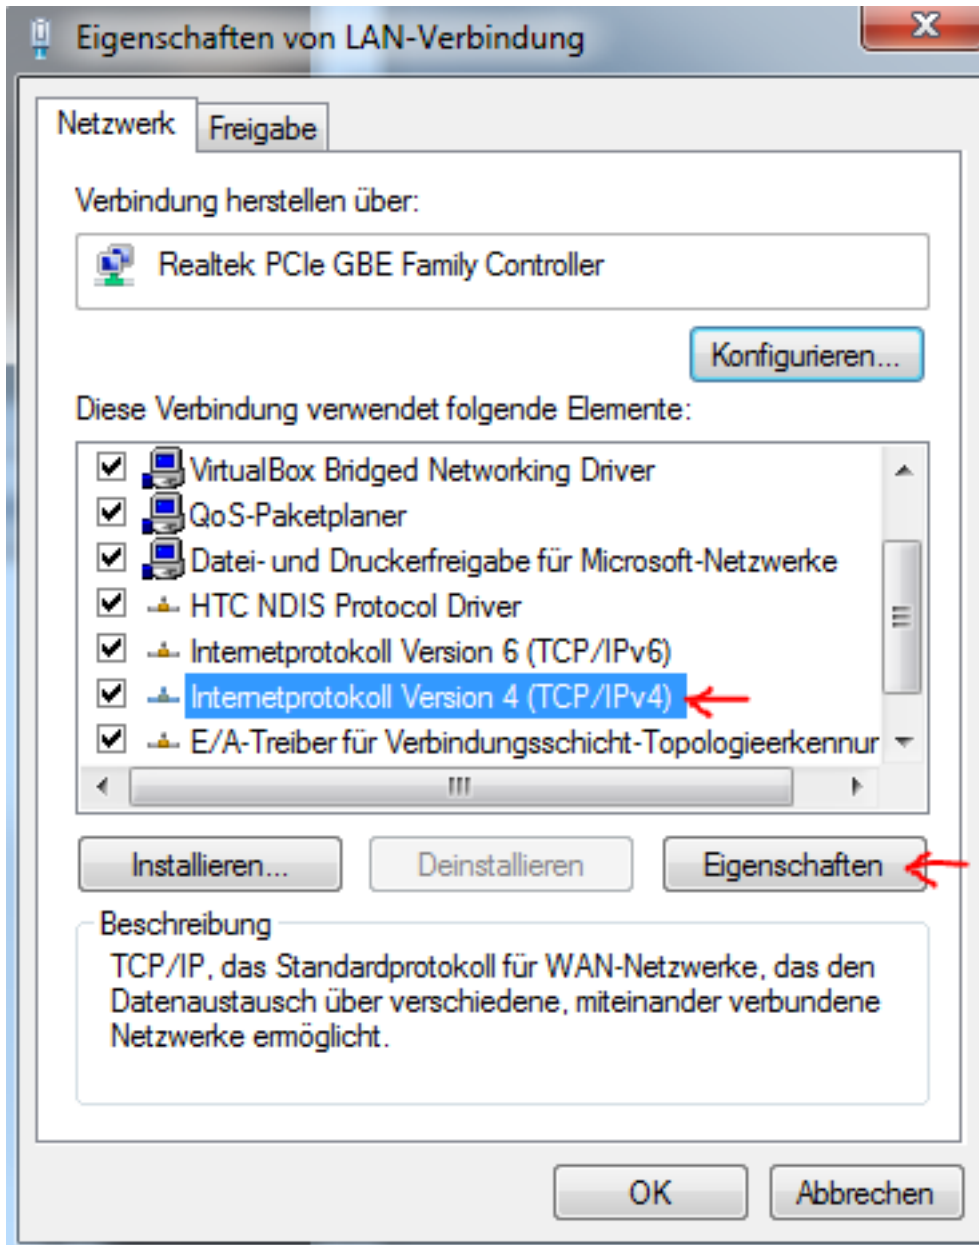 Eigenschaften von LAN-Verbindung
Netzwerk
Freigabe
Verbindung herstellen über:
Realtek PCIe GBE Family Controller
Konfigurieren...
Diese Verbindung verwendet folgende Elemente:
VirtualBox Bridged Networking Driver
QoS-Paketplaner
Datei- und Druckerfreigabe für Microsoft-Netzwerke
HTC NDIS Protocol Driver
Internetprotokoll Version 6 (TCP/IPv6)
Internetprotokoll Version 4 (TCP/IPv4)
E/A-Treiber für Verbindungsschicht-Topologieerkennur
Installieren...
Deinstallieren
Eigenschaften
Beschreibung
TCP/IP, das Standardprotokoll für WAN-Netzwerke, das den
Datenaustausch über verschiedene, miteinander verbundene
Netzwerke ermöglicht.
OK
Abbrechen